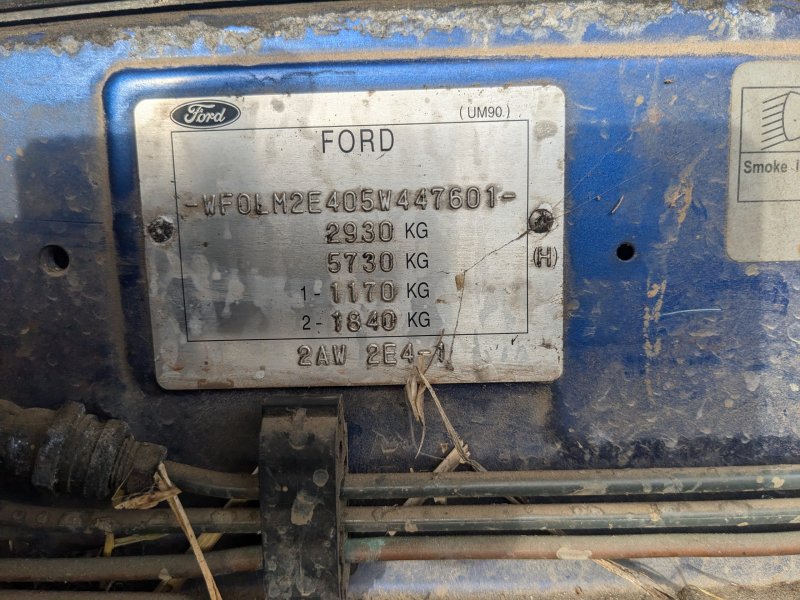 Ford
(UM90.)
FORD
-WF0LM2E405W447601-
2930 KG
5730 KG
(H)
1-1170 KG
2-1840 KG
2AW 2E4-1
Smoke